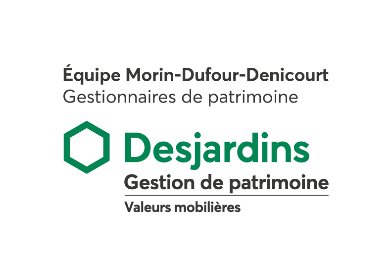 Équipe Morin-Dufour-Denicourt
Gestionnaires de patrimoine
Desjardins
Gestion de patrimoine
Valeurs mobilières